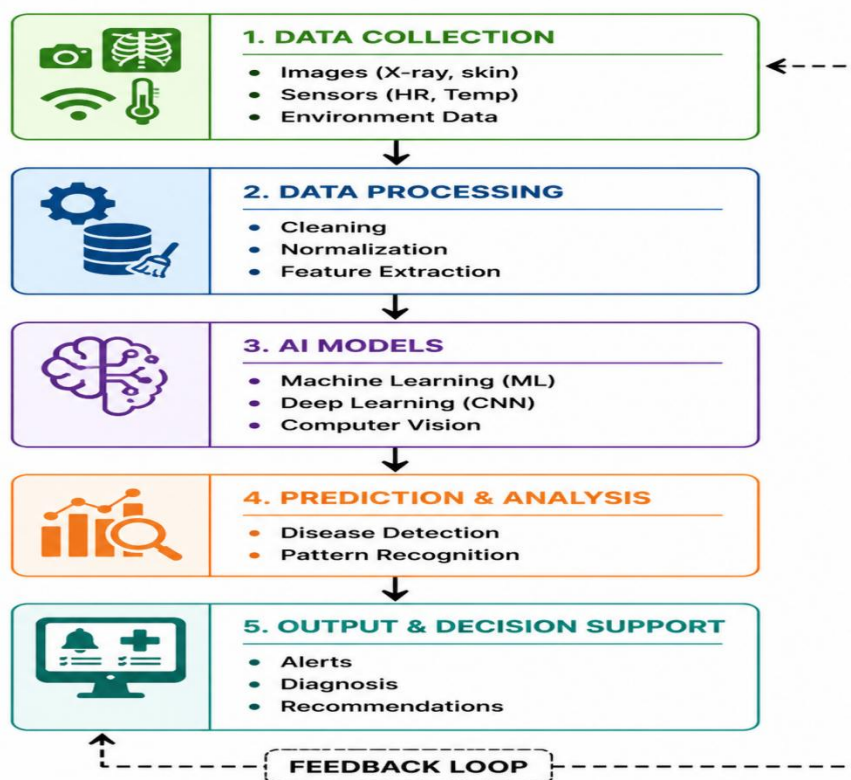 1. DATA COLLECTION
• Images (X-ray, skin)
• Sensors (HR, Temp)
• Environment Data
2. DATA PROCESSING
• Cleaning
• Normalization
• Feature Extraction
3. AI MODELS
• Machine Learning (ML)
• Deep Learning (CNN)
• Computer Vision
4. PREDICTION & ANALYSIS
• Disease Detection
• Pattern Recognition
5. OUTPUT & DECISION SUPPORT
• Alerts
• Diagnosis
• Recommendations
FEEDBACK LOOP